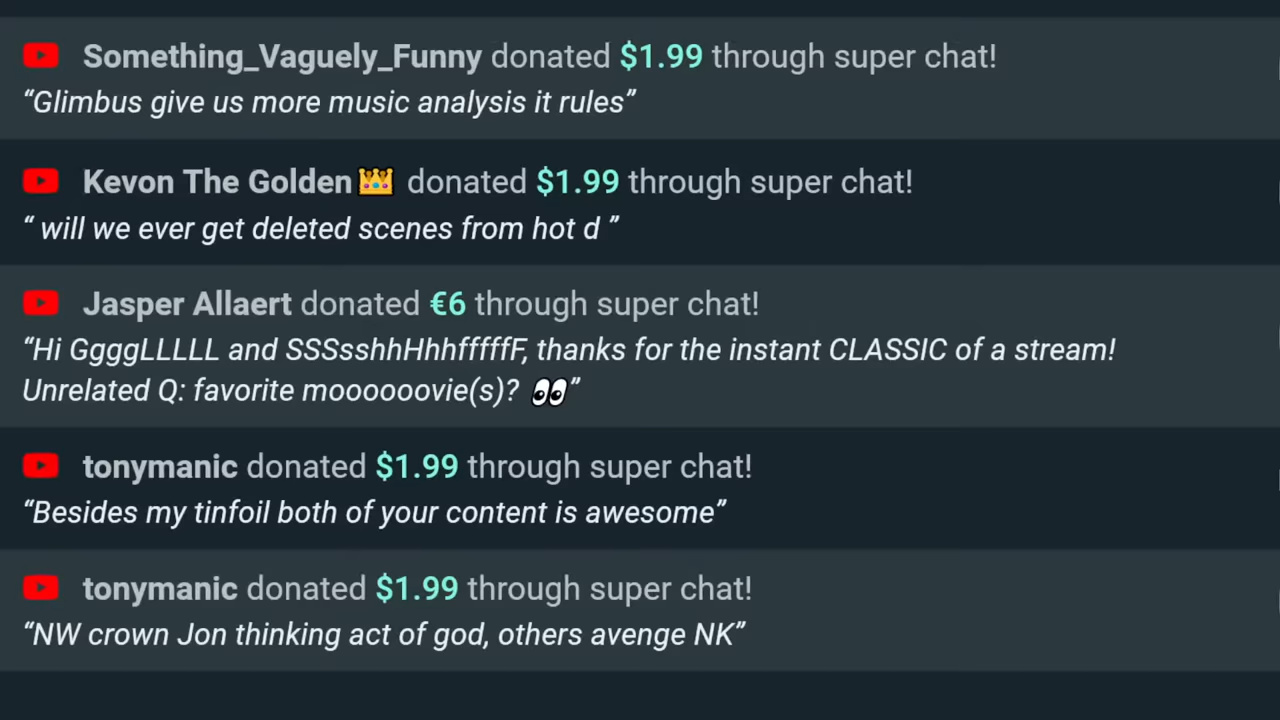 Something_Vaguely_Funny donated $1.99 through super chat!
“Glimbus give us more music analysis it rules”
Kevon The Golden👑 donated $1.99 through super chat!
“ will we ever get deleted scenes from hot d ”
Jasper Allaert donated €6 through super chat!
“Hi GgggLLLLL and SSSsshhHhhfffffF, thanks for the instant CLASSIC of a stream!
Unrelated Q: favorite moooooovie(s)? 👀”
tonymanic donated $1.99 through super chat!
“Besides my tinfoil both of your content is awesome”
tonymanic donated $1.99 through super chat!
“NW crown Jon thinking act of god, others avenge NK”